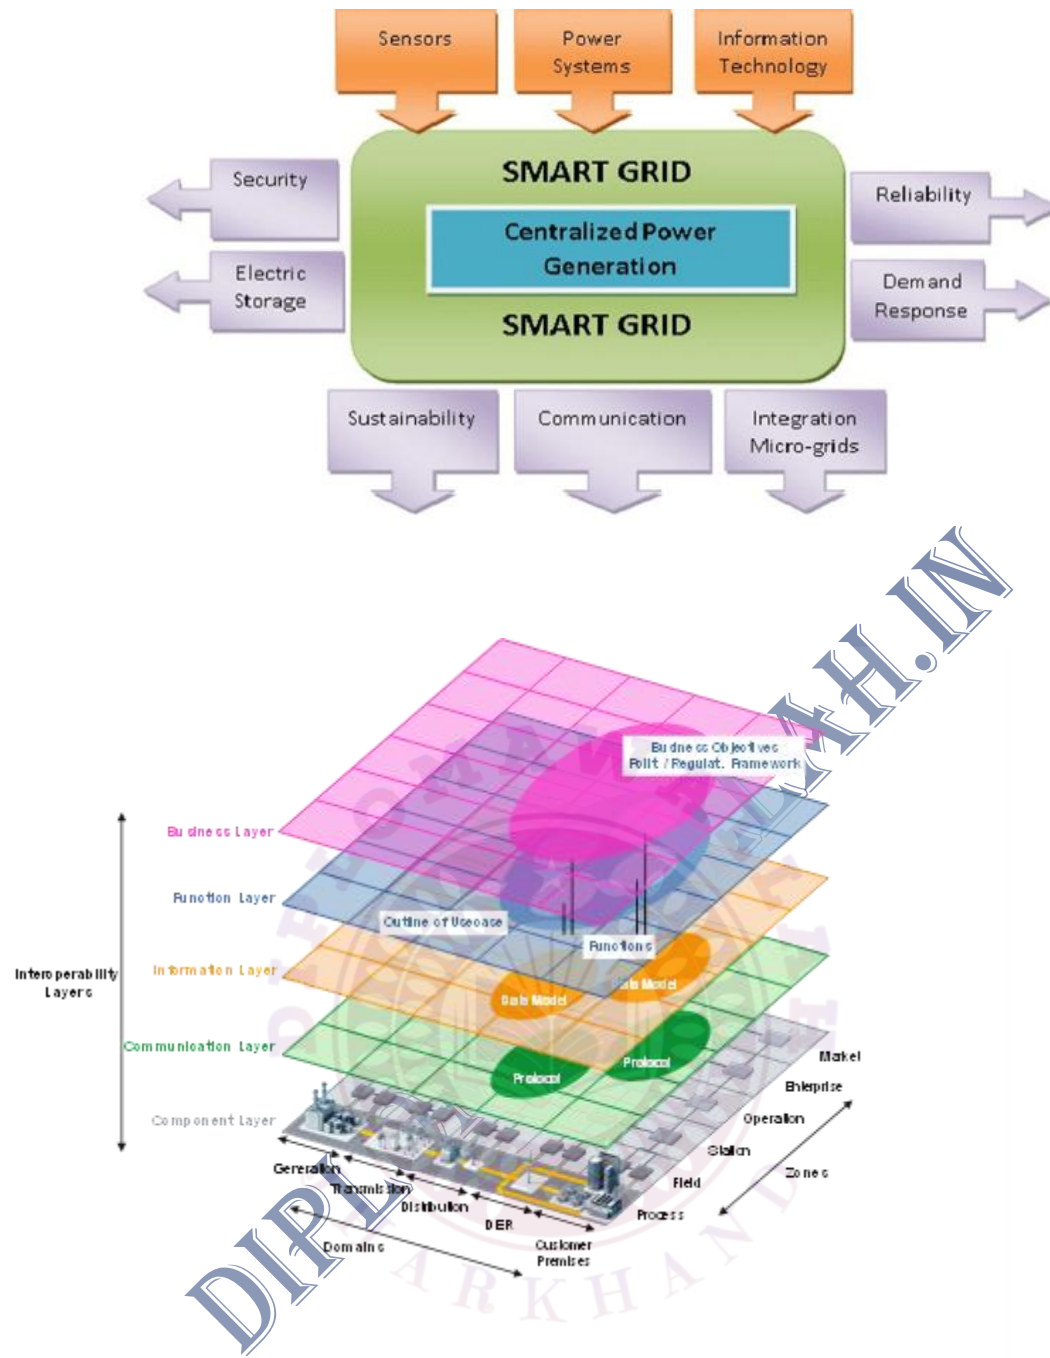 Sensors
Power
Systems
Information
Technology
SMART GRID
Centralized Power
Generation
SMART GRID
Security
Electric
Storage
Reliability
Demand
Response
Sustainability
Communication
Integration
Micro-grids
Business Objectives
Polit / Regulat. Framework
Business Layer
Function Layer
Outline of Usecase
Functions
Interoperability
Layers
Information Layer
Data Model
Data Model
Communication Layer
Protocol
Protocol
Component Layer
Market
Enterprise
Operation
Station
Field
Process
Zones
Generation
Transmission
Distribution
DER
Customer
Premises
Domains